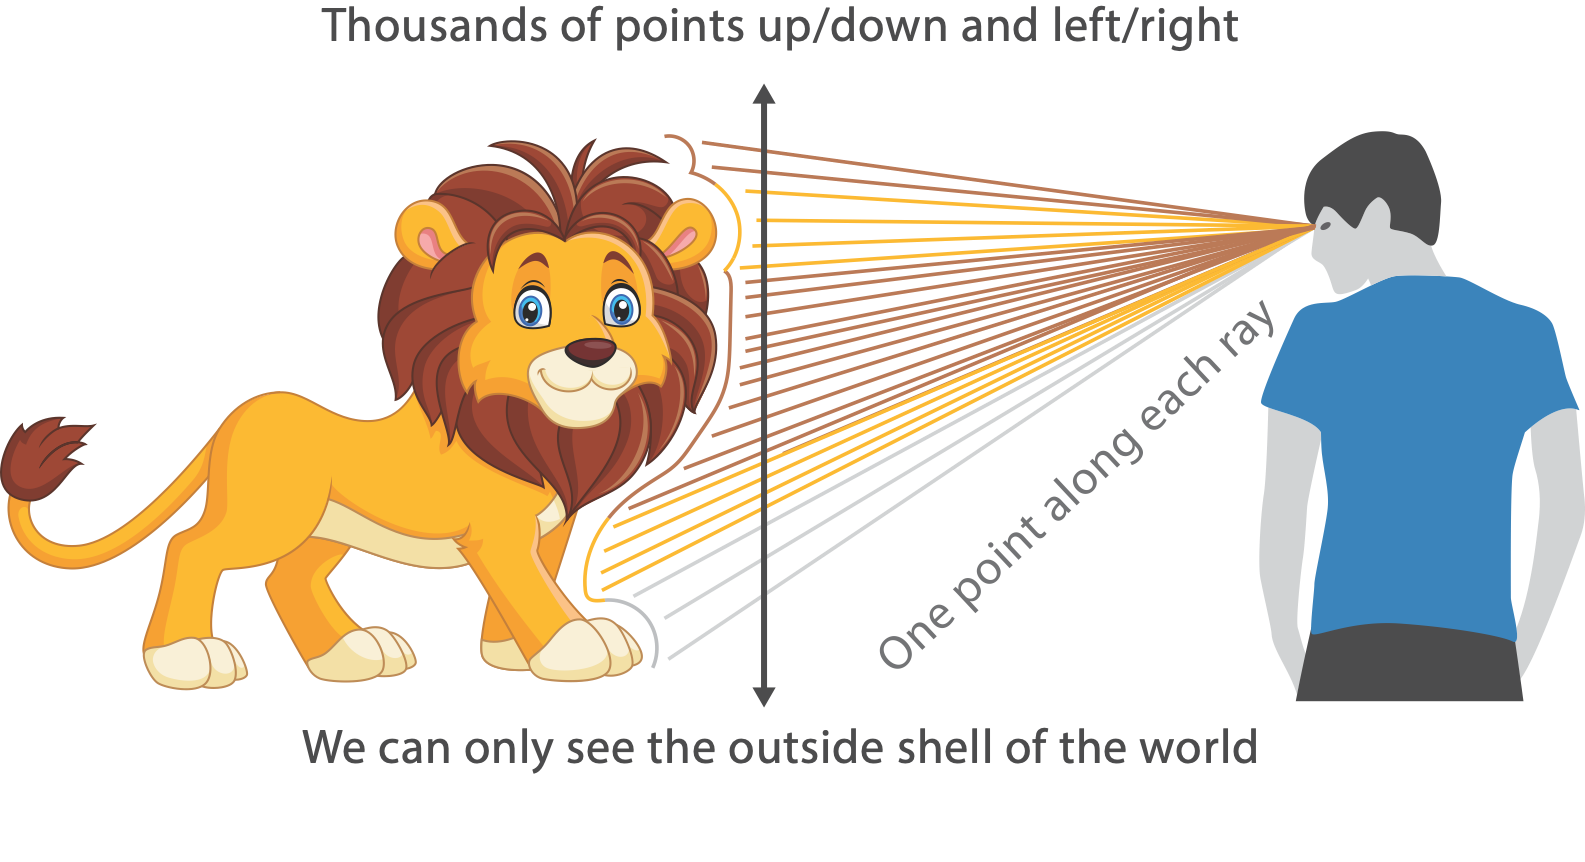 Thousands of points up/down and left/right
One point along each ray
We can only see the outside shell of the world